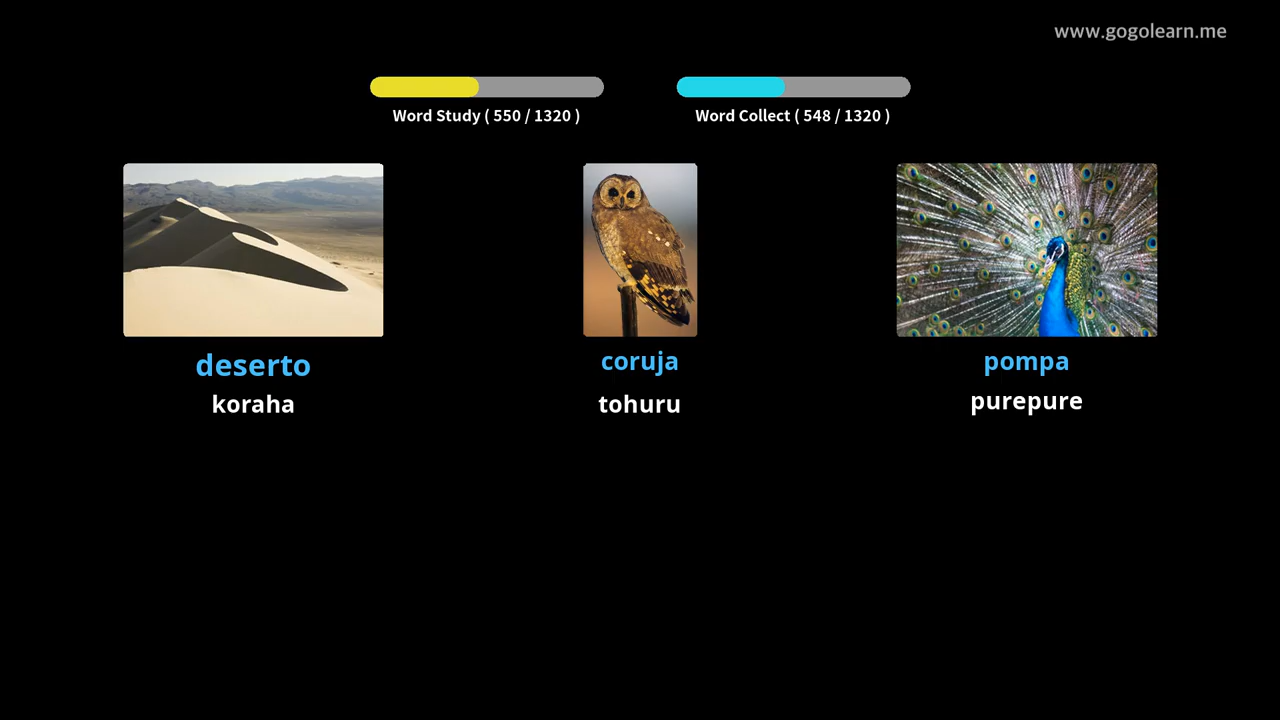 www.gogolearn.me
Word Study ( 550 / 1320 )
Word Collect ( 548 / 1320 )
deserto
koraha
coruja
tohuru
pompa
purepure